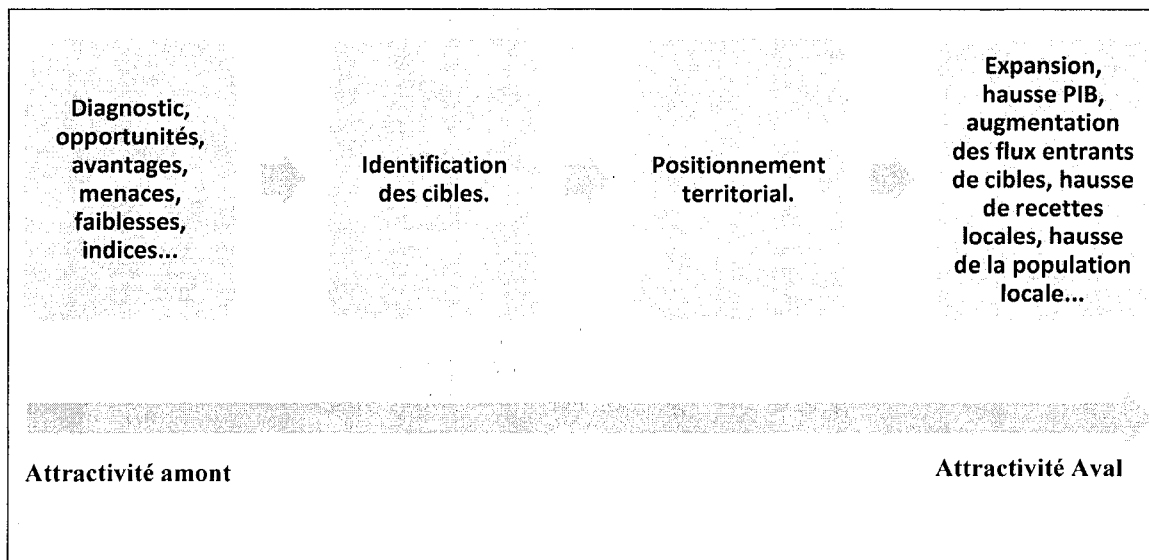 Diagnostic,
opportunités,
avantages,
menaces,
faiblesses,
indices...
Identification
des cibles.
Positionnement
territorial.
Expansion,
hausse PIB,
augmentation
des flux entrants
de cibles, hausse
de recettes
locales, hausse
de la population
locale...
Attractivité amont
Attractivité Aval